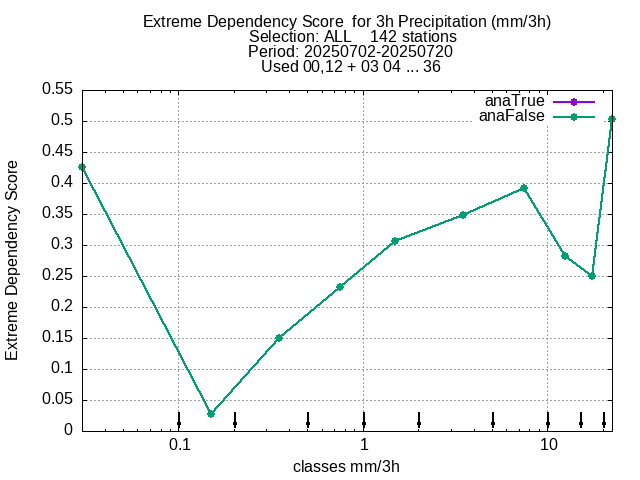 Extreme Dependency Score  for 3h Precipitation (mm/3h)
Selection: ALL    142 stations
Period: 20250702-20250720
Used 00,12 + 03 04 ... 36
anaTrue
anaFalse
0.55
0.5
0.45
0.4
0.35
0.3
0.25
0.2
0.15
0.1
0.05
0
Extreme Dependency Score
0.1 1 10
classes mm/3h